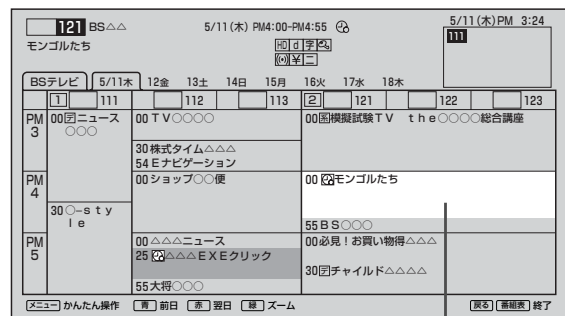 121 BS△△ 5/11(木)PM4:00-PM4:55
モンゴルたち
HD d 字
¥ 二
5/11(木)PM 3:24
111
BSテレビ 5/11木 12金 13土 14日 15月 16火 17水 18木
1 111 112 113 2 121 122 123
PM 3
00 デ ニュース○○○
00 TV○○○○
30 株式タイム△△△
54 Eナビゲーション
00 模擬試験TV the○○○○総合講座
PM 4
00 ショップ○○便
00 モンゴルたち
30 ○-style
55 BS○○○
PM 5
00 △△△ニュース
25 △△△EXEクリック
55 大将○○○
00 必見!お買い物得△△△
30 デ チャイルド△△△△
メニュー かんたん操作 青 前日 赤 翌日 緑 ズーム 戻る 番組表 終了